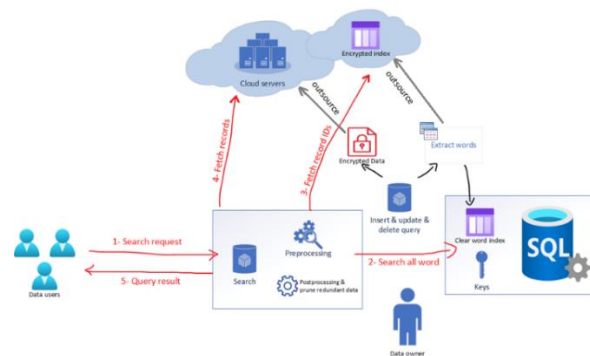 Cloud servers
Encrypted index
outsource
outsource
4- Fetch records
3- Fetch record IDs
Encrypted Data
Extract words
Insert & update &
delete query
1- Search request
Preprocessing
Clear word index
SQL
2- Search all word
Search
Postprocessing &
prune redundant data
Keys
5- Query result
Data users
Data owner